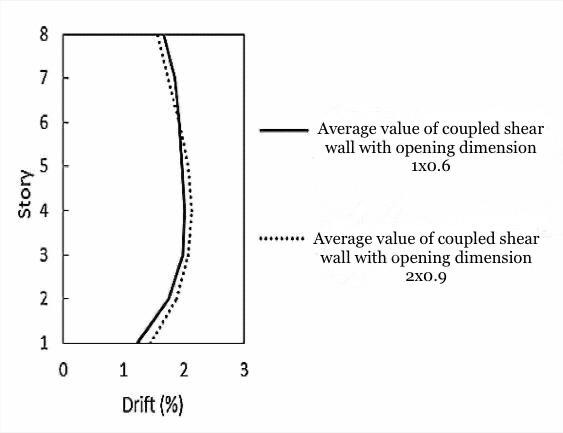 8
7
6
5
4
3
2
1
Story
0 1 2 3
Drift (%)
Average value of coupled shear
wall with opening dimension
1x0.6
Average value of coupled shear
wall with opening dimension
2x0.9